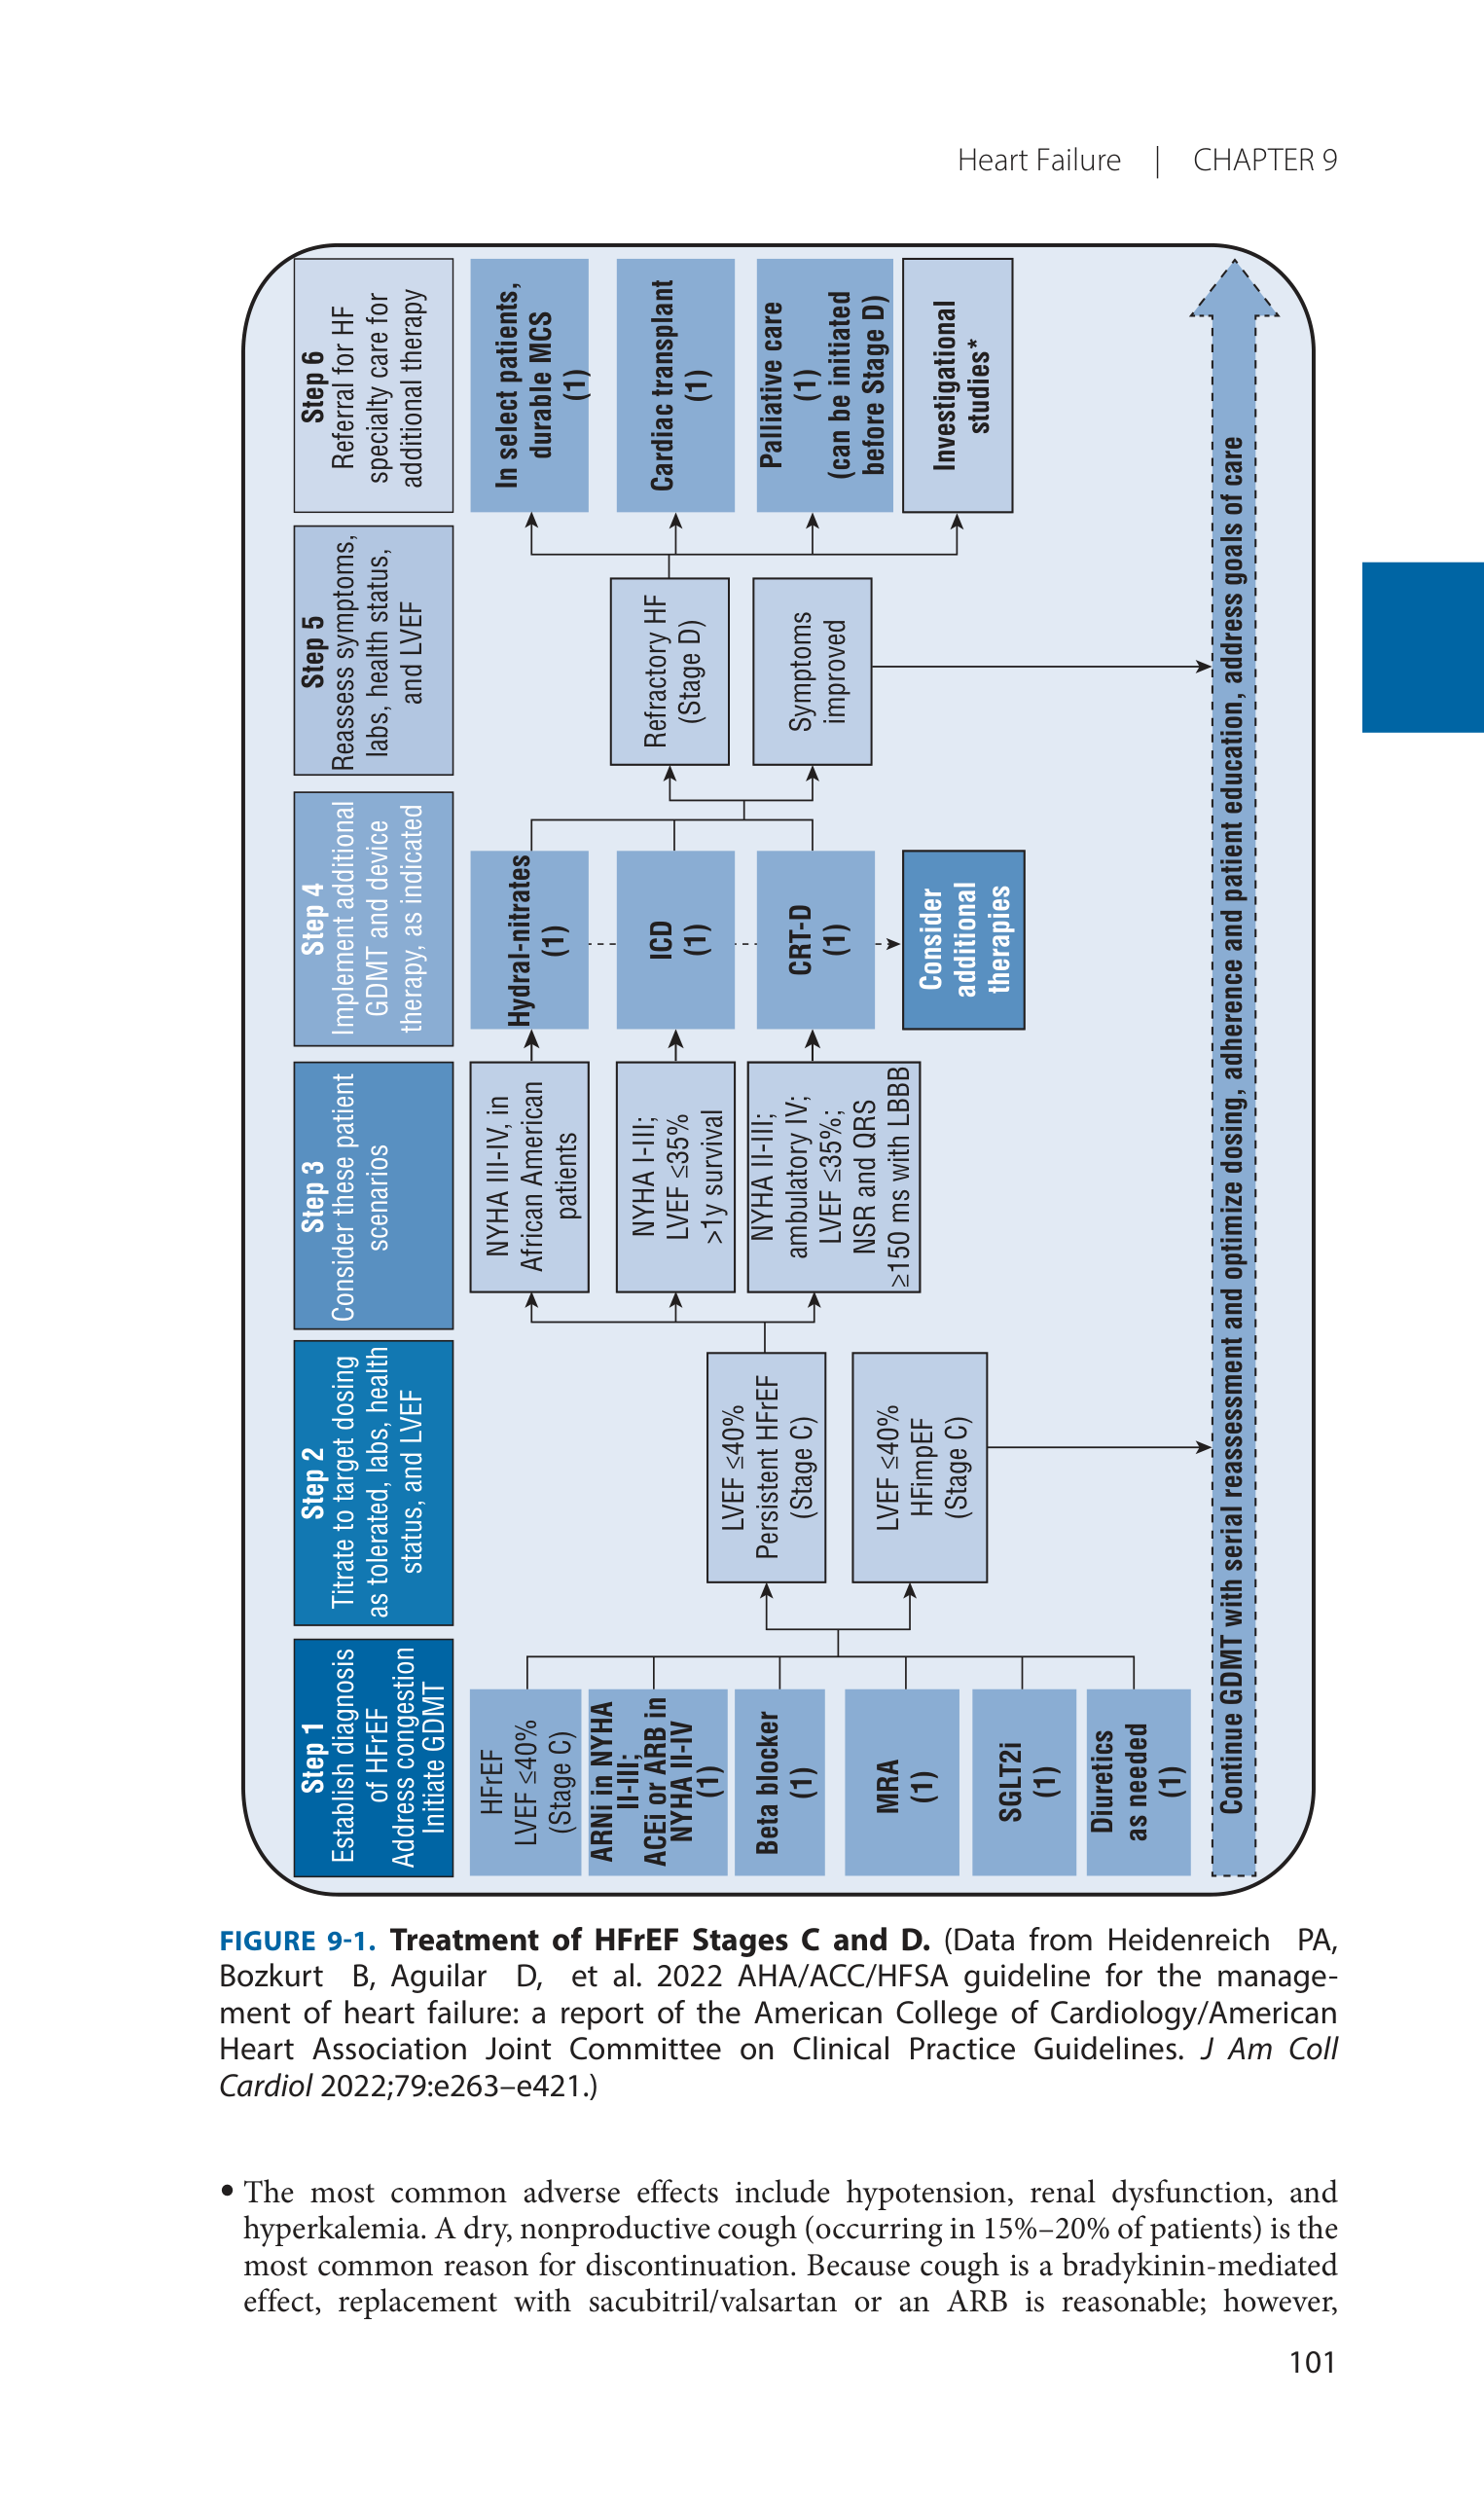 Heart Failure | CHAPTER 9
Step 1
Establish diagnosis
of HFrEF
Address congestion
Initiate GDMT
Step 2
Titrate to target dosing
as tolerated, labs, health
status, and LVEF
Step 3
Consider these patient
scenarios
Step 4
Implement additional
GDMT and device
therapy, as indicated
Step 5
Reassess symptoms,
labs, health status,
and LVEF
Step 6
Referral for HF
specialty care for
additional therapy
HFrEF
LVEF ≤40%
(Stage C)
ARNi in NYHA
II-III;
ACEi or ARB in
NYHA II-IV
(1)
Beta blocker
(1)
MRA
(1)
SGLT2i
(1)
Diuretics
as needed
(1)
LVEF ≤40%
Persistent HFrEF
(Stage C)
LVEF ≤40%
HFimpEF
(Stage C)
NYHA III-IV, in
African American
patients
NYHA I-III;
LVEF ≤35%
>1y survival
NYHA II-III;
ambulatory IV;
LVEF ≤35%;
NSR and QRS
≥150 ms with LBBB
Hydral-nitrates
(1)
ICD
(1)
CRT-D
(1)
Consider
additional
therapies
Refractory HF
(Stage D)
Symptoms
improved
In select patients,
durable MCS
(1)
Cardiac transplant
(1)
Palliative care
(1)
(can be initiated
before Stage D)
Investigational
studies*
Continue GDMT with serial reassessment and optimize dosing, adherence and patient education, address goals of care
FIGURE 9-1. Treatment of HFrEF Stages C and D. (Data from Heidenreich PA,
Bozkurt B, Aguilar D, et al. 2022 AHA/ACC/HFSA guideline for the manage-
ment of heart failure: a report of the American College of Cardiology/American
Heart Association Joint Committee on Clinical Practice Guidelines. J Am Coll
Cardiol 2022;79:e263–e421.)
• The most common adverse effects include hypotension, renal dysfunction, and
hyperkalemia. A dry, nonproductive cough (occurring in 15%–20% of patients) is the
most common reason for discontinuation. Because cough is a bradykinin-mediated
effect, replacement with sacubitril/valsartan or an ARB is reasonable; however,
101